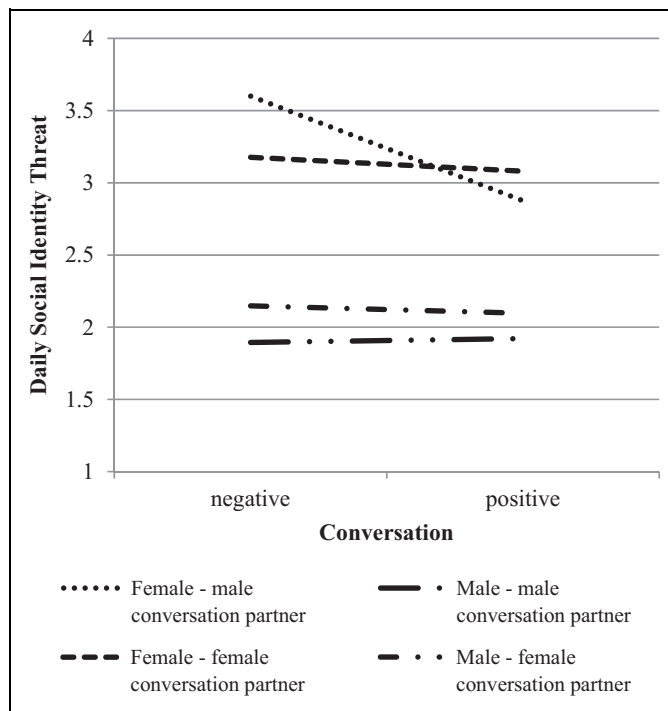 4
3.5
3
2.5
2
1.5
1
Daily Social Identity Threat
negative
positive
Conversation
Female - male
conversation partner
Male - male
conversation partner
Female - female
conversation partner
Male - female
conversation partner